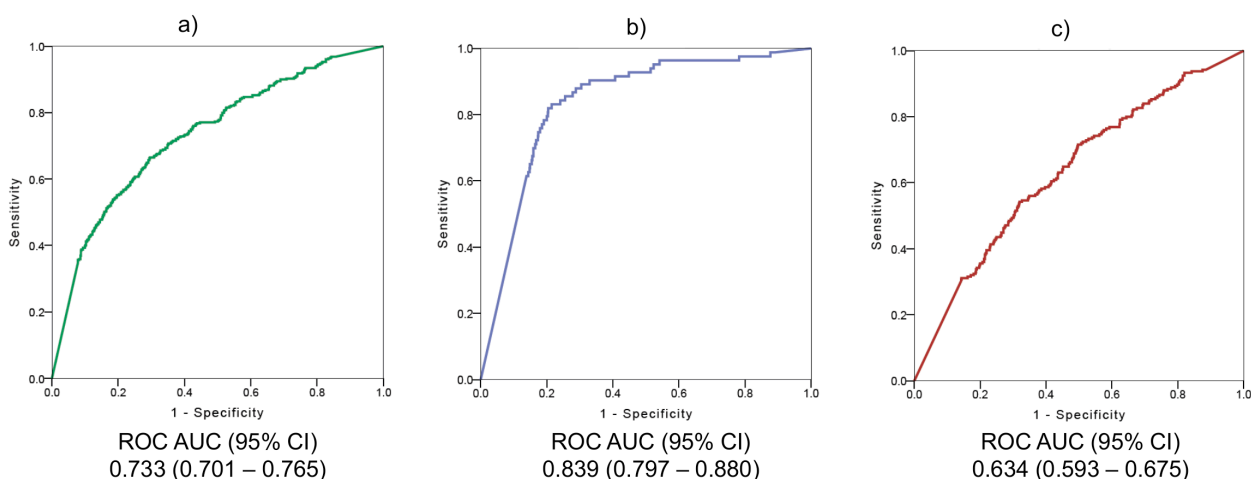 a)
1.0
0.8
0.6
0.4
0.2
0.0
Sensitivity
0.0 0.2 0.4 0.6 0.8 1.0
1 - Specificity
ROC AUC (95% CI)
0.733 (0.701 – 0.765)
b)
1.0
0.8
0.6
0.4
0.2
0.0
Sensitivity
0.0 0.2 0.4 0.6 0.8 1.0
1 - Specificity
ROC AUC (95% CI)
0.839 (0.797 – 0.880)
c)
1.0
0.8
0.6
0.4
0.2
0.0
Sensitivity
0.0 0.2 0.4 0.6 0.8 1.0
1 - Specificity
ROC AUC (95% CI)
0.634 (0.593 – 0.675)